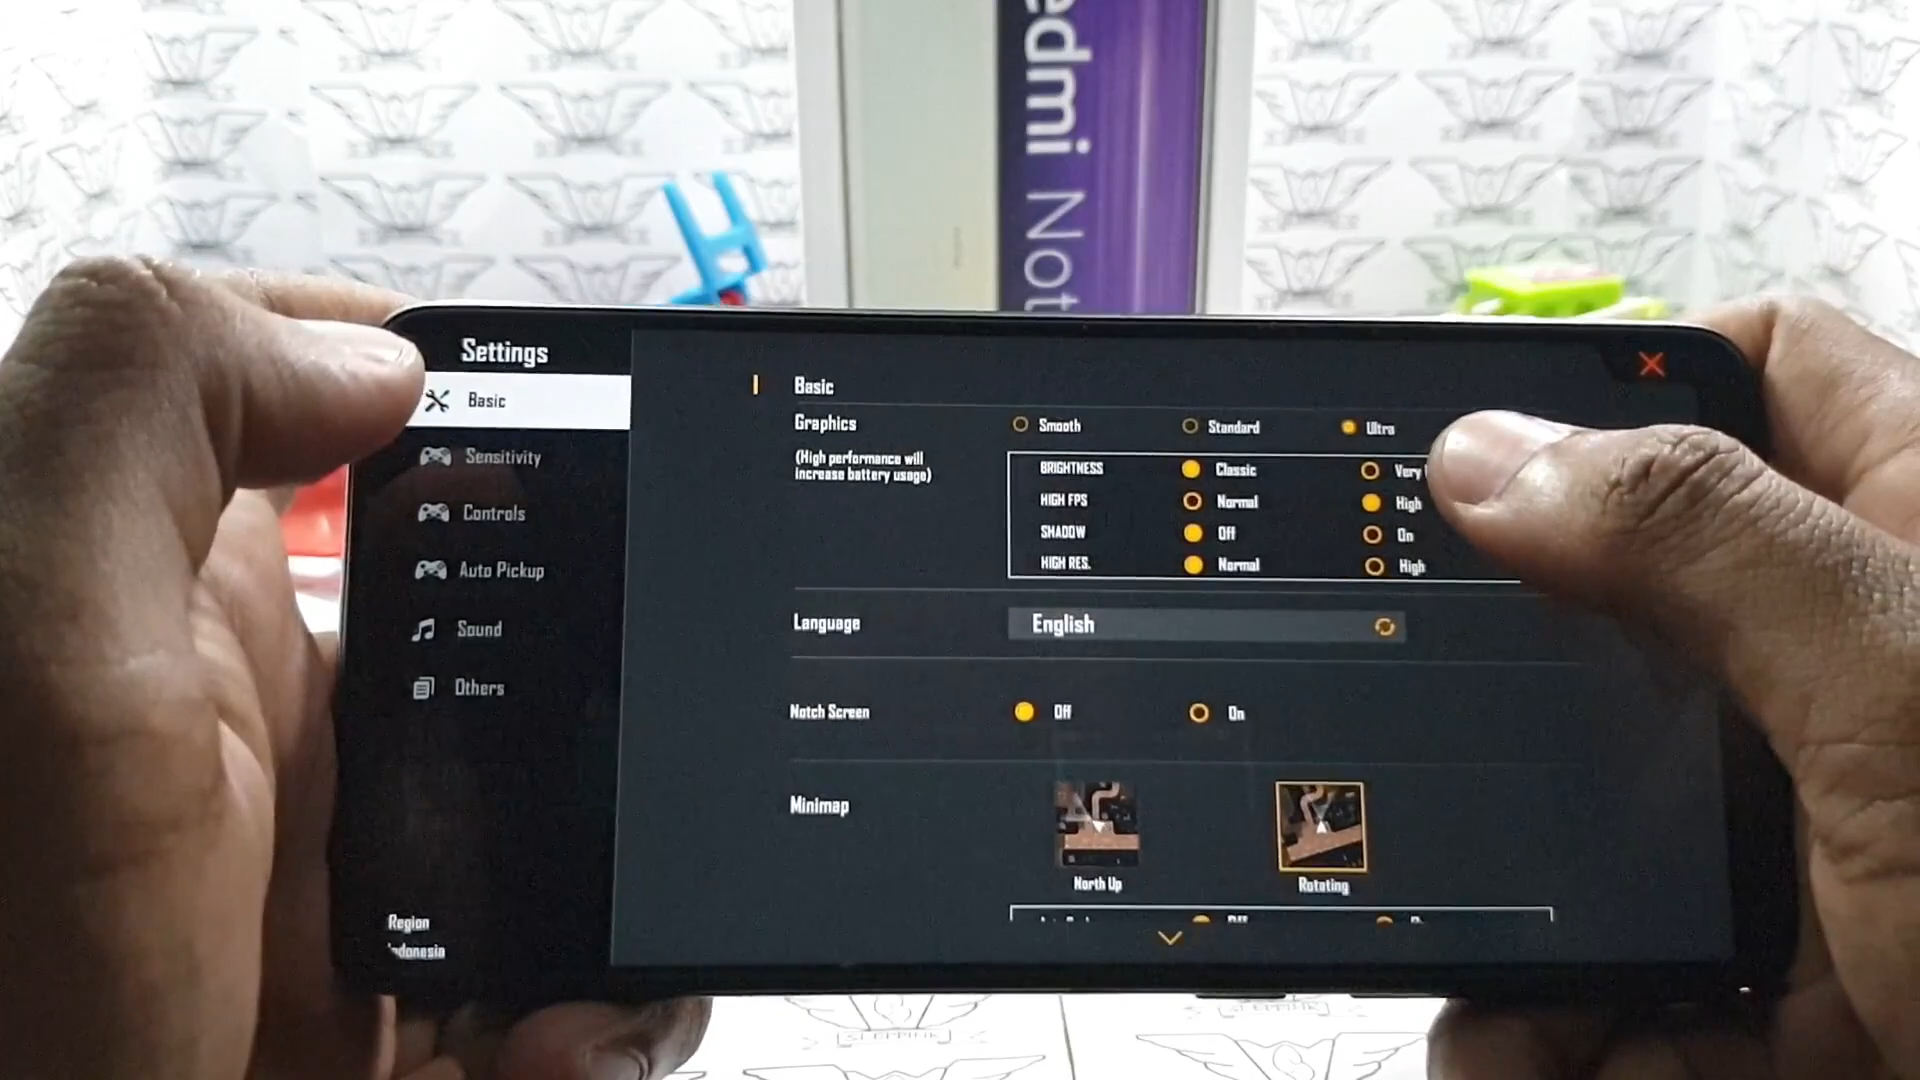 edmi Not
Settings
Basic
Sensitivity
Controls
Auto Pickup
Sound
Others
Region
ndonesia
Basic
Graphics
(High performance will
increase battery usage)
Smooth Standard Ultra
BRIGHTNESS Classic Very
HIGH FPS Normal High
SHADOW Off On
HIGH RES. Normal High
Language English
Notch Screen Off On
Minimap
North Up Rotating